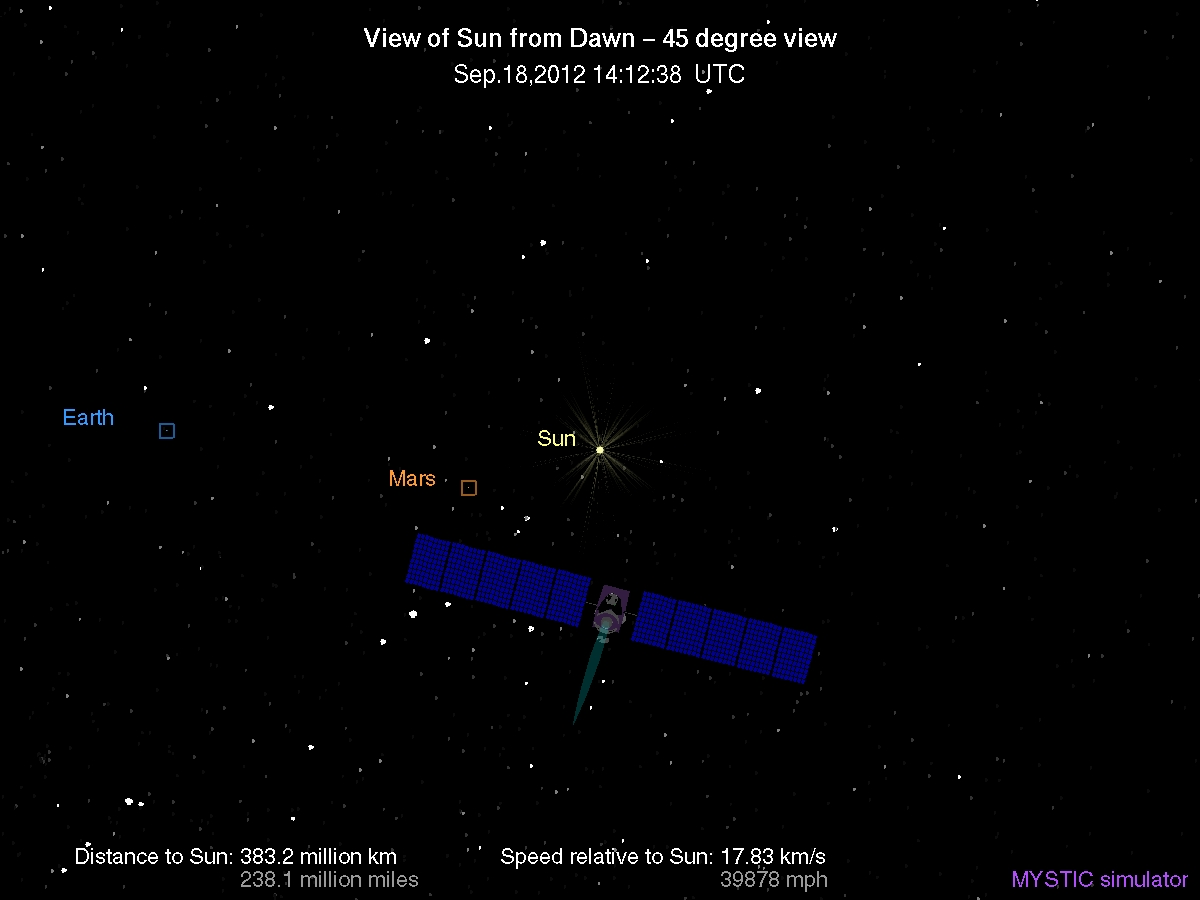 View of Sun from Dawn – 45 degree view
Sep.18,2012 14:12:38 UTC
Earth
Sun
Mars
Distance to Sun: 383.2 million km
238.1 million miles
Speed relative to Sun: 17.83 km/s
39878 mph
MYSTIC simulator